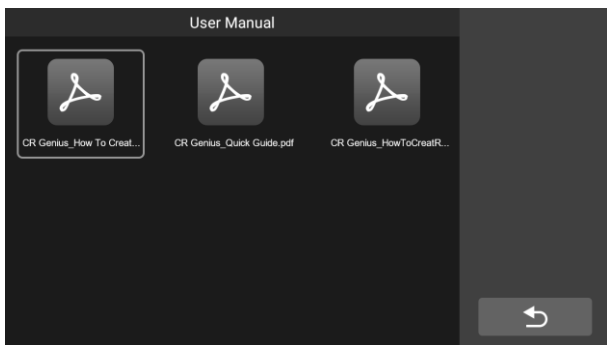 User Manual
CR Genius_How To Creat...
CR Genius_Quick Guide.pdf
CR Genius_HowToCreatR...